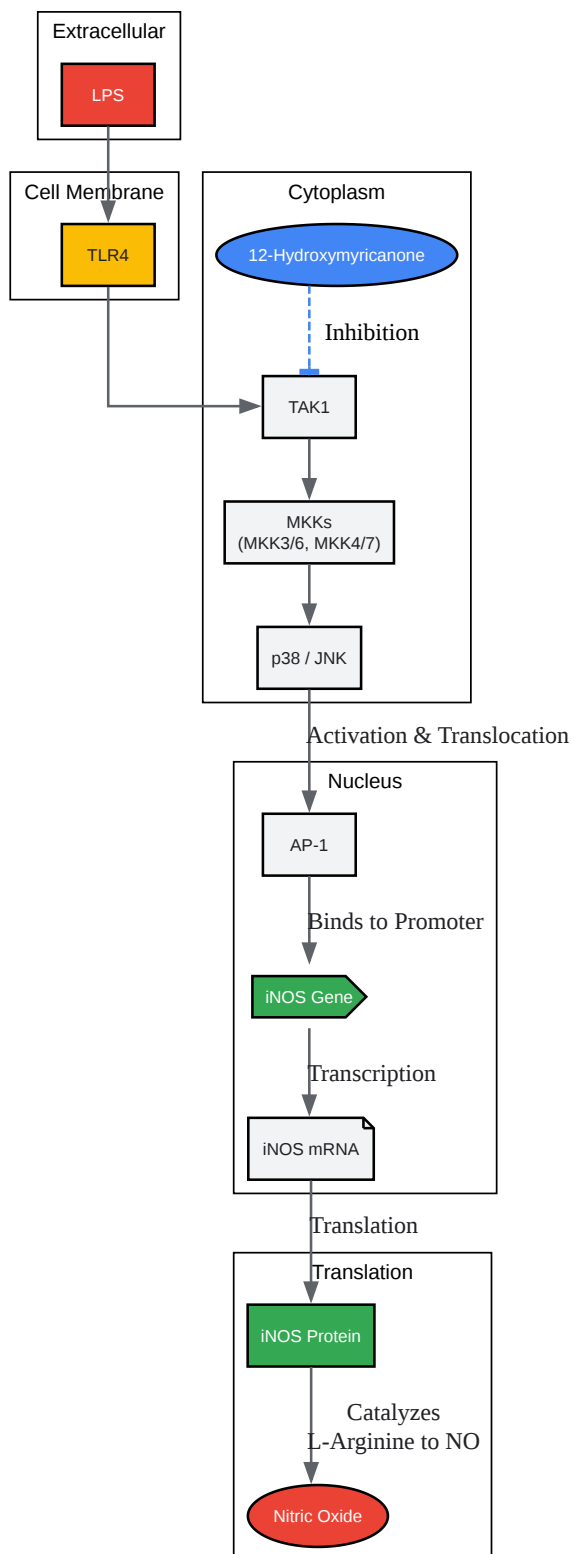 Extracellular
LPS
Cell Membrane
TLR4
Cytoplasm
12-Hydroxymyricanone
Inhibition
TAK1
MKKs
(MKK3/6, MKK4/7)
p38 / JNK
Activation & Translocation
Nucleus
AP-1
Binds to Promoter
iNOS Gene
Transcription
iNOS mRNA
Translation
Translation
iNOS Protein
Catalyzes
L-Arginine to NO
Nitric Oxide